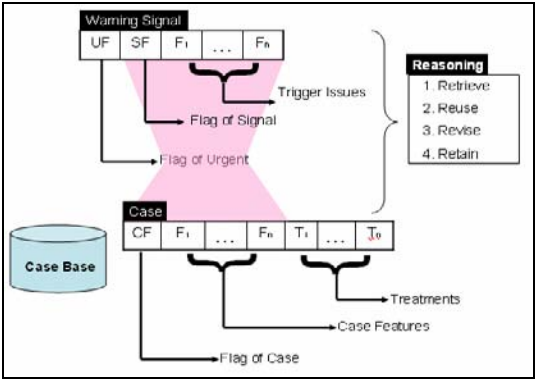 Warning Signal
UF SF F₁ ... Fₙ
Trigger Issues
Flag of Signal
Flag of Urgent
Reasoning
1. Retrieve
2. Reuse
3. Revise
4. Retain
Case
CF F₁ ... Fₙ T₁ ... Tₙ
Case Base
Treatments
Case Features
Flag of Case